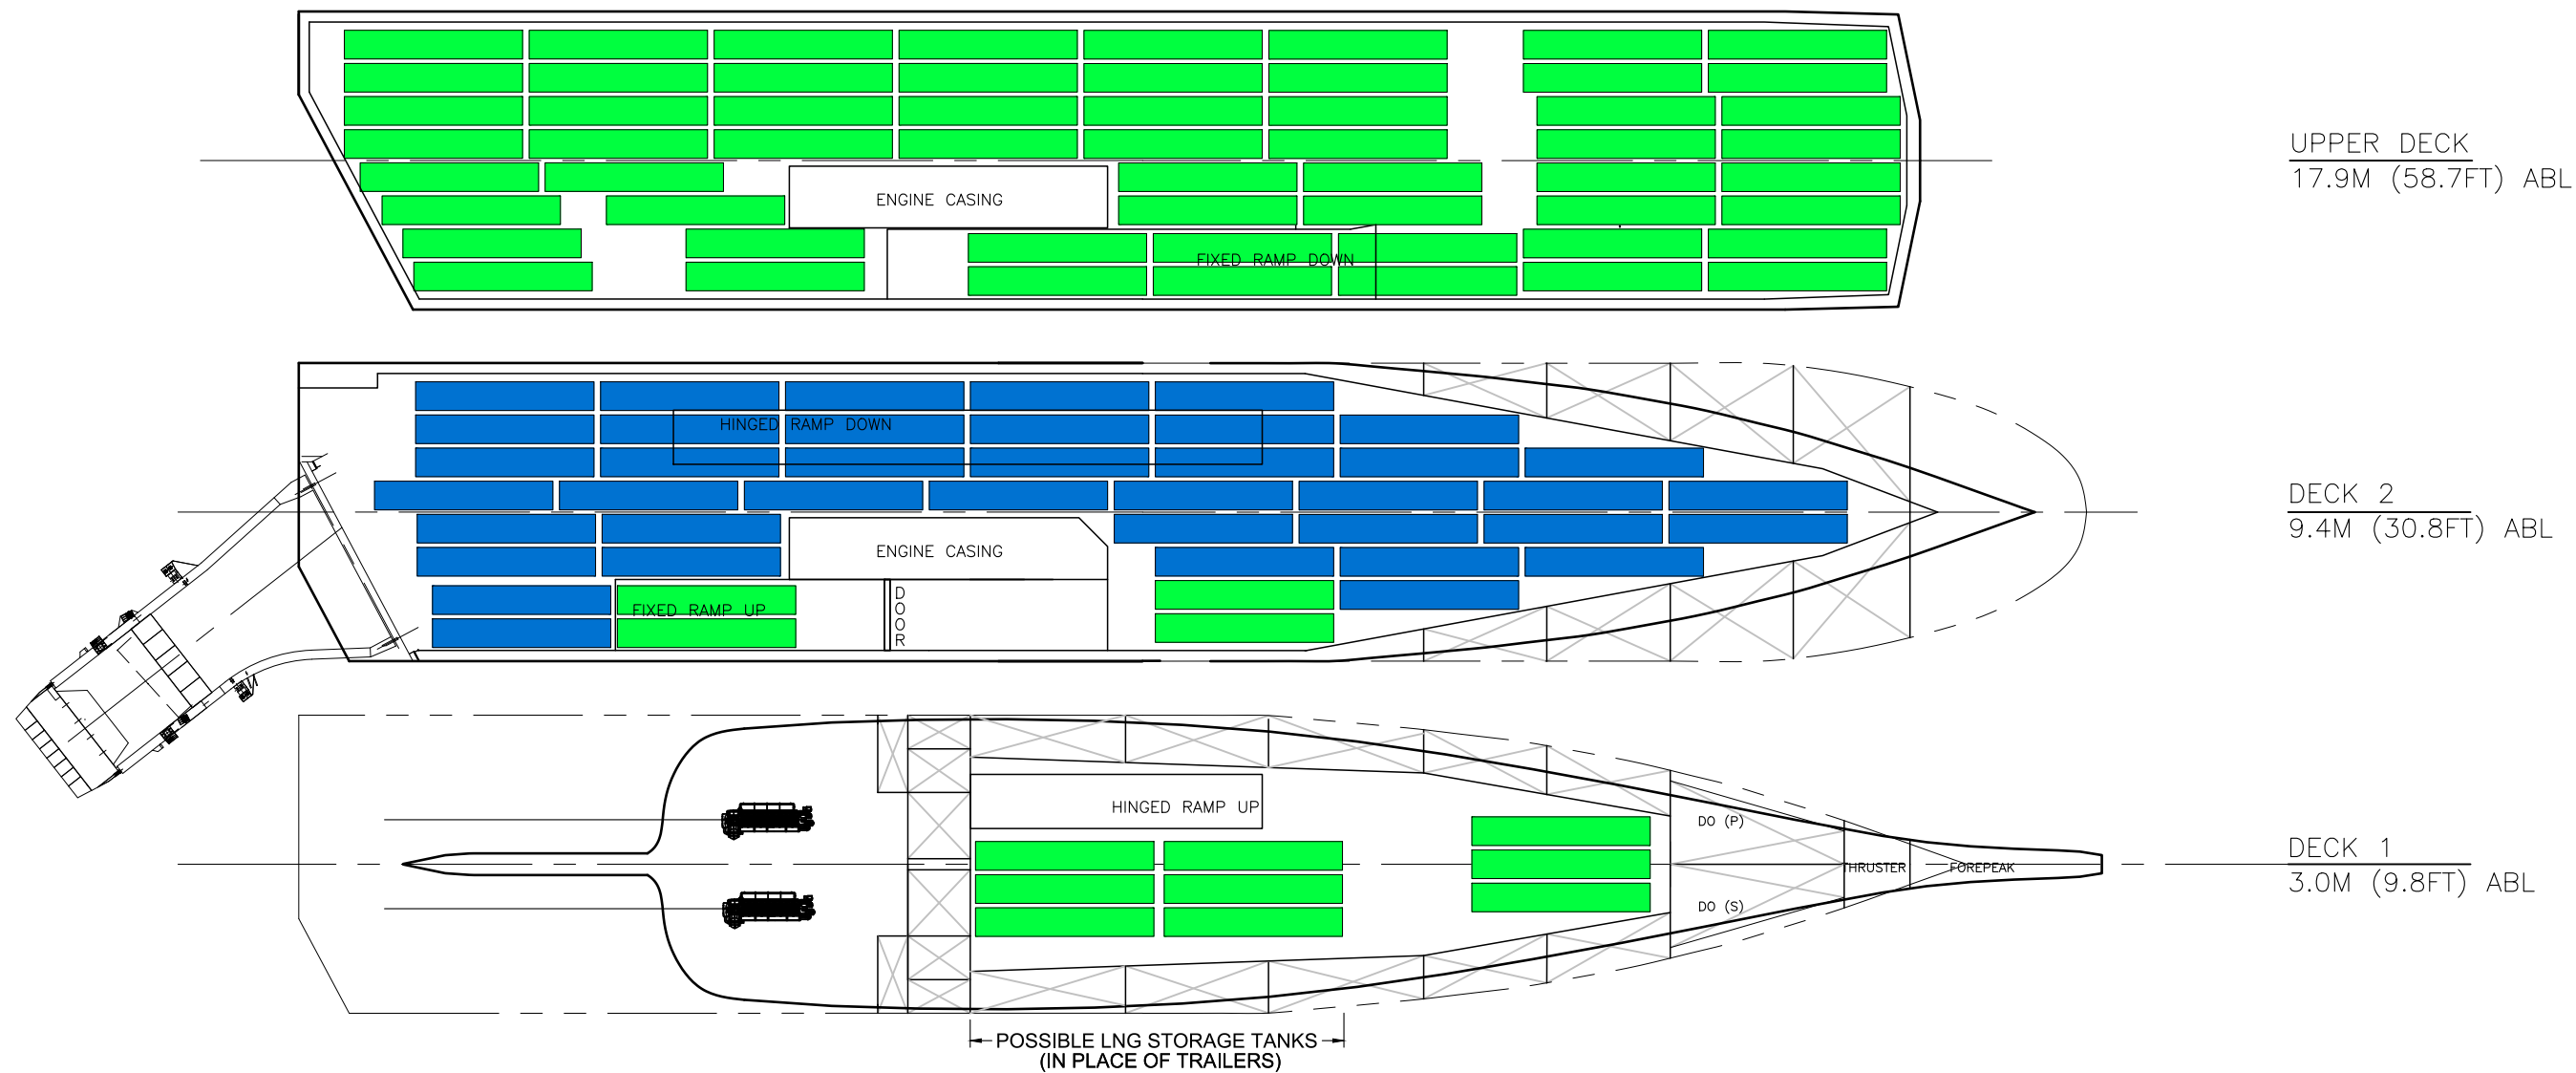 UPPER DECK
17.9M (58.7FT) ABL
ENGINE CASING
FIXED RAMP DOWN
HINGED RAMP DOWN
DECK 2
9.4M (30.8FT) ABL
ENGINE CASING
FIXED RAMP UP
DOOR
HINGED RAMP UP
DO (P)
DECK 1
3.0M (9.8FT) ABL
THRUSTER
FOREPEAK
DO (S)
POSSIBLE LNG STORAGE TANKS
(IN PLACE OF TRAILERS)